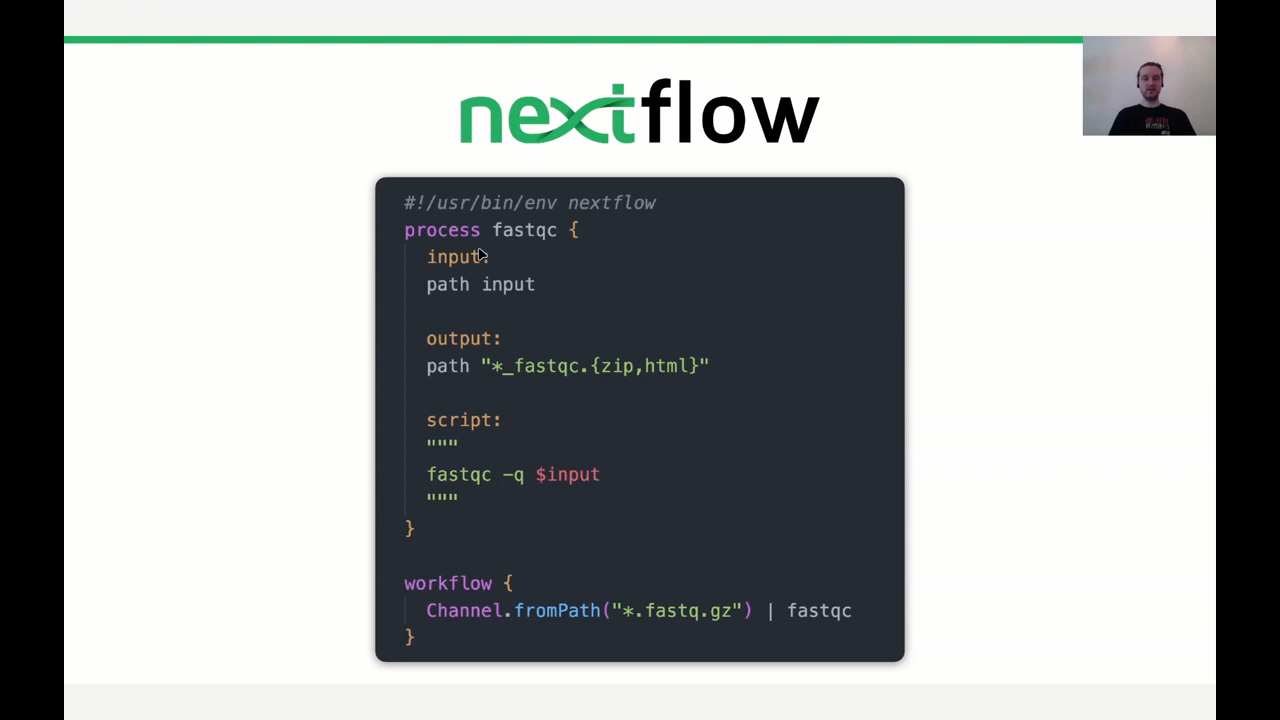 nextflow
#!/usr/bin/env nextflow
process fastqc {
input:
path input
output:
path "*_fastqc.{zip,html}"
script:
"""
fastqc -q $input
"""
}
workflow {
Channel.fromPath("*.fastq.gz") | fastqc
}